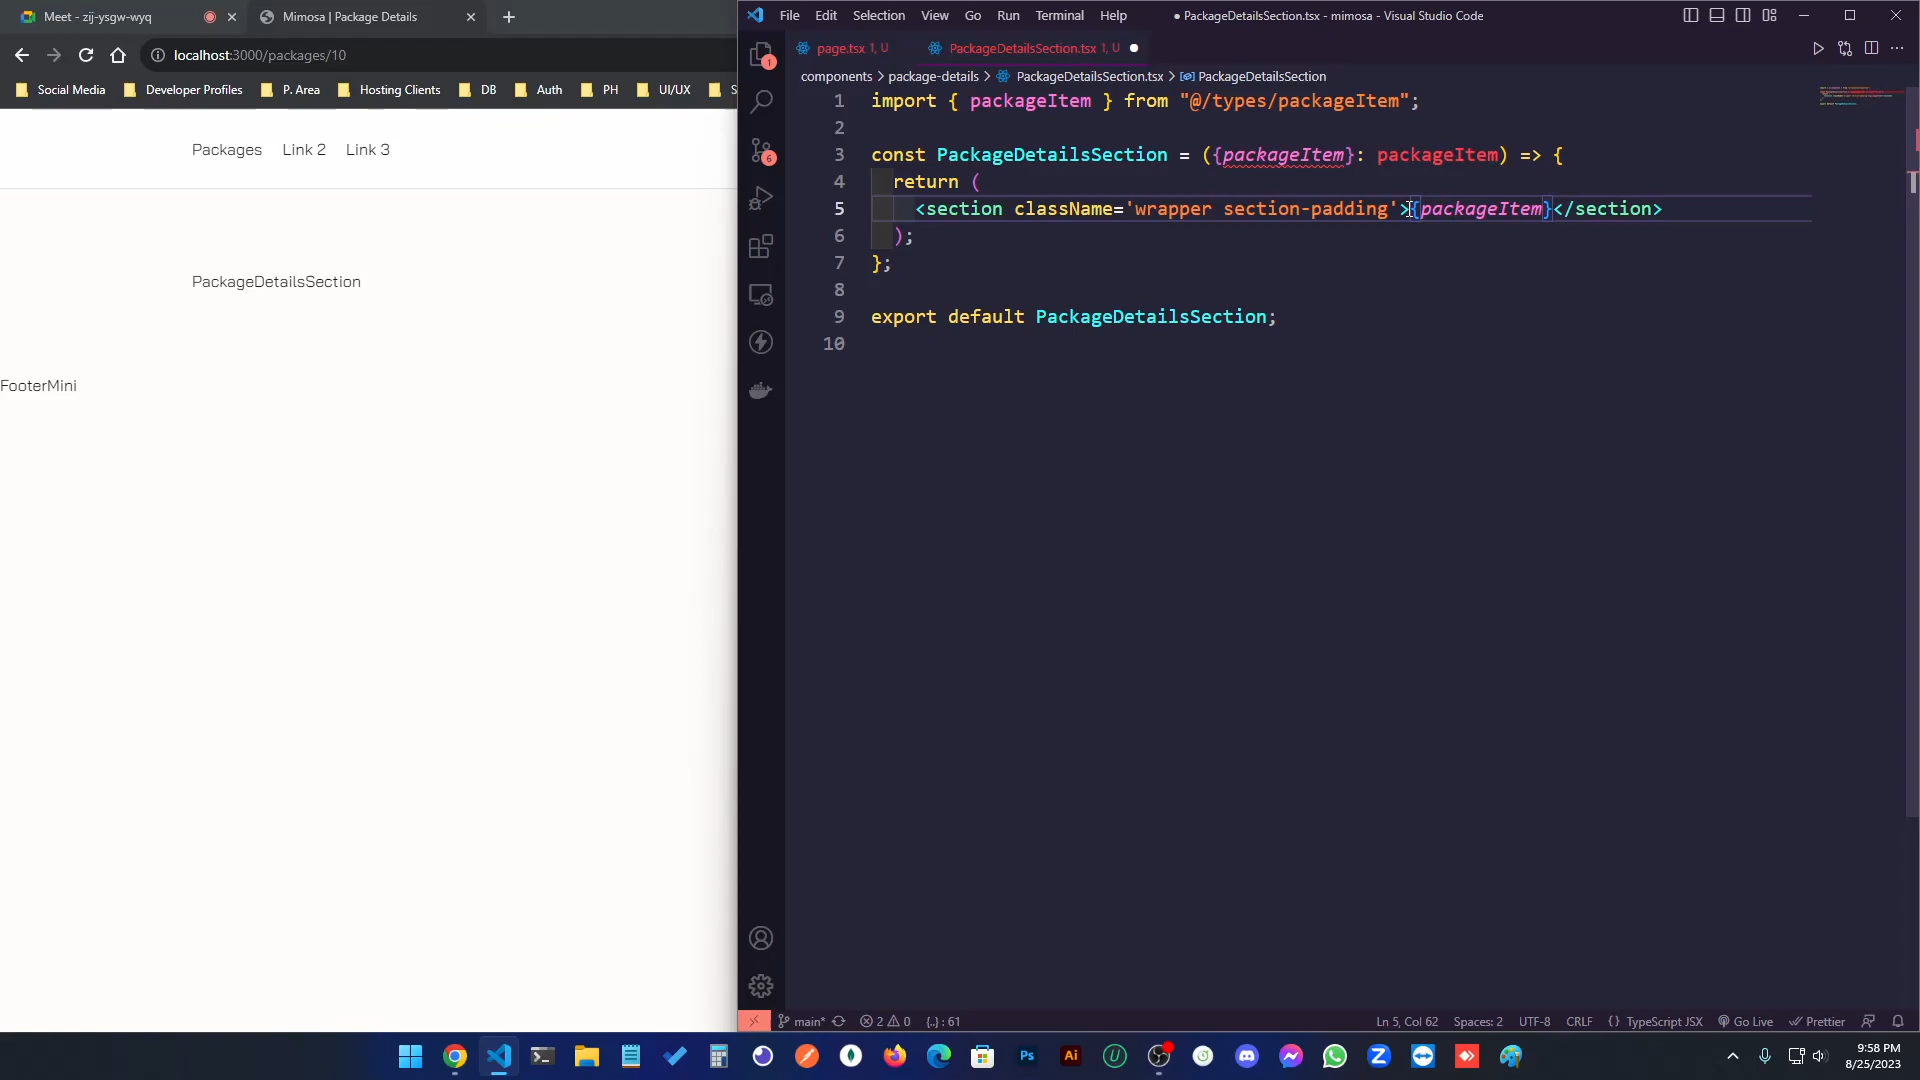 Meet - zij-ysgw-wyq
Mimosa | Package Details
localhost:3000/packages/10
Social Media
Developer Profiles
P. Area
Hosting Clients
DB
Auth
PH
UI/UX
S
Packages
Link 2
Link 3
PackageDetailsSection
FooterMini
File
Edit
Selection
View
Go
Run
Terminal
Help
● PackageDetailsSection.tsx - mimosa - Visual Studio Code
page.tsx 1, U
PackageDetailsSection.tsx 1, U
components > package-details > PackageDetailsSection.tsx > PackageDetailsSection
1
6
1 import { packageItem } from "@/types/packageItem";
2
3 const PackageDetailsSection = ({packageItem}: packageItem) => {
4 return (
5 <section className='wrapper section-padding'>{packageItem}</section>
6 );
7 };
8
9 export default PackageDetailsSection;
10
main*
2
0
{..} : 61
Ln 5, Col 62
Spaces: 2
UTF-8
CRLF
{ } TypeScript JSX
Go Live
Prettier
Ps
Ai
9:58 PM
8/25/2023